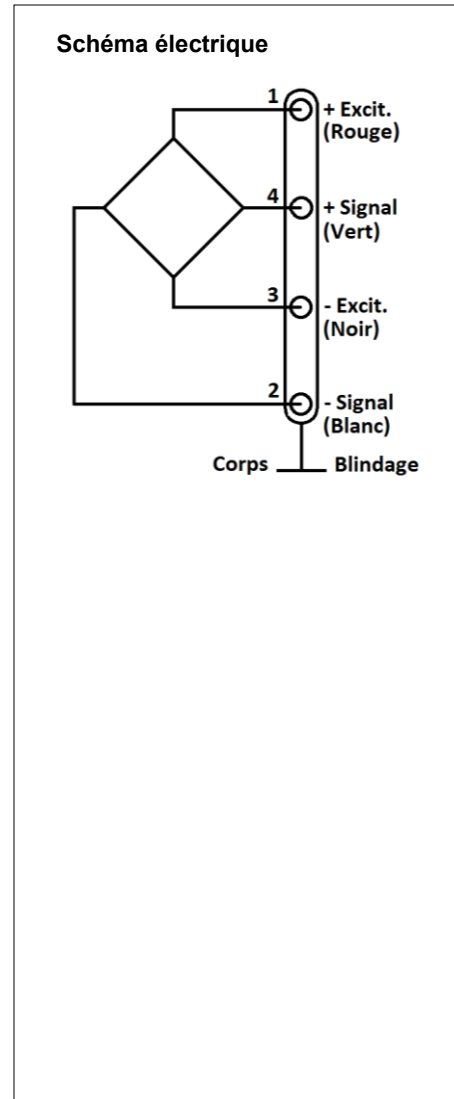 Schéma électrique
1 + Excit.
(Rouge)
4 + Signal
(Vert)
3 - Excit.
(Noir)
2 - Signal
(Blanc)
Corps Blindage